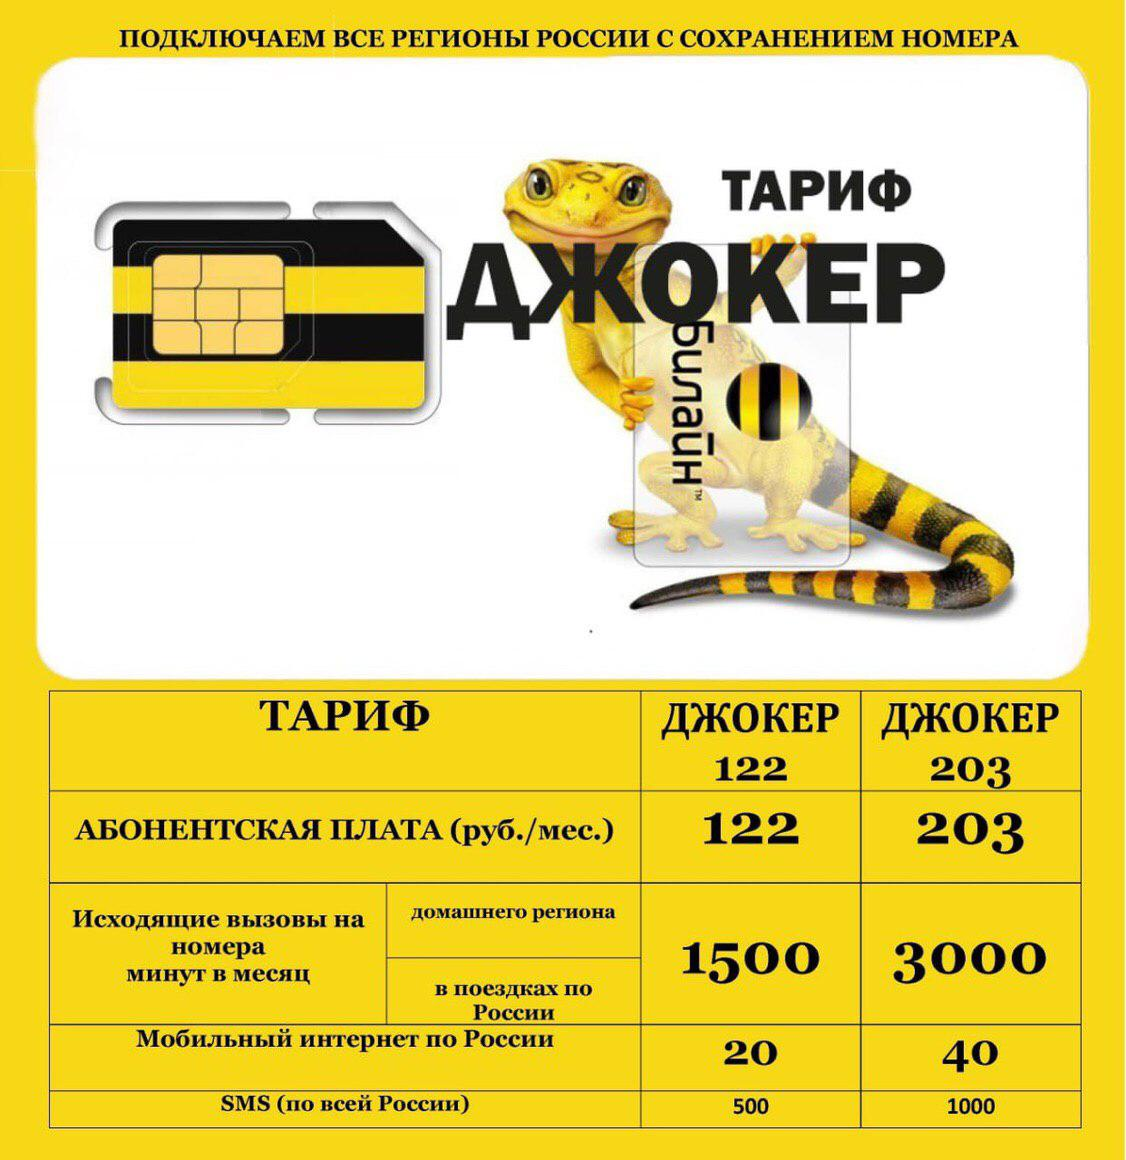 ПОДКЛЮЧАЕМ ВСЕ РЕГИОНЫ РОССИИ С СОХРАНЕНИЕМ НОМЕРА
ТАРИФ
ДЖОКЕР
Билайн™
ТАРИФ
ДЖОКЕР
122
ДЖОКЕР
203
АБОНЕНТСКАЯ ПЛАТА (руб./мес.)
122
203
Исходящие вызовы на
номера
минут в месяц
домашнего региона
в поездках по
России
1500
3000
Мобильный интернет по России
20
40
SMS (по всей России)
500
1000